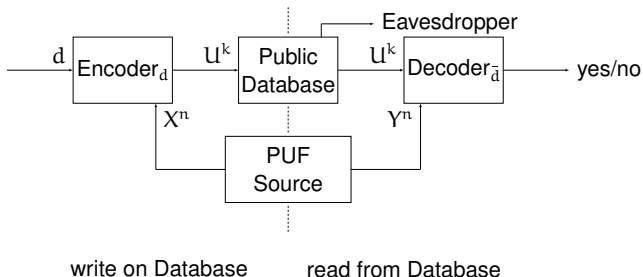 Eavesdropper
d
Encoder_d
U^k
Public
Database
U^k
Decoder_d̄
yes/no
X^n
Y^n
PUF
Source
write on Database
read from Database